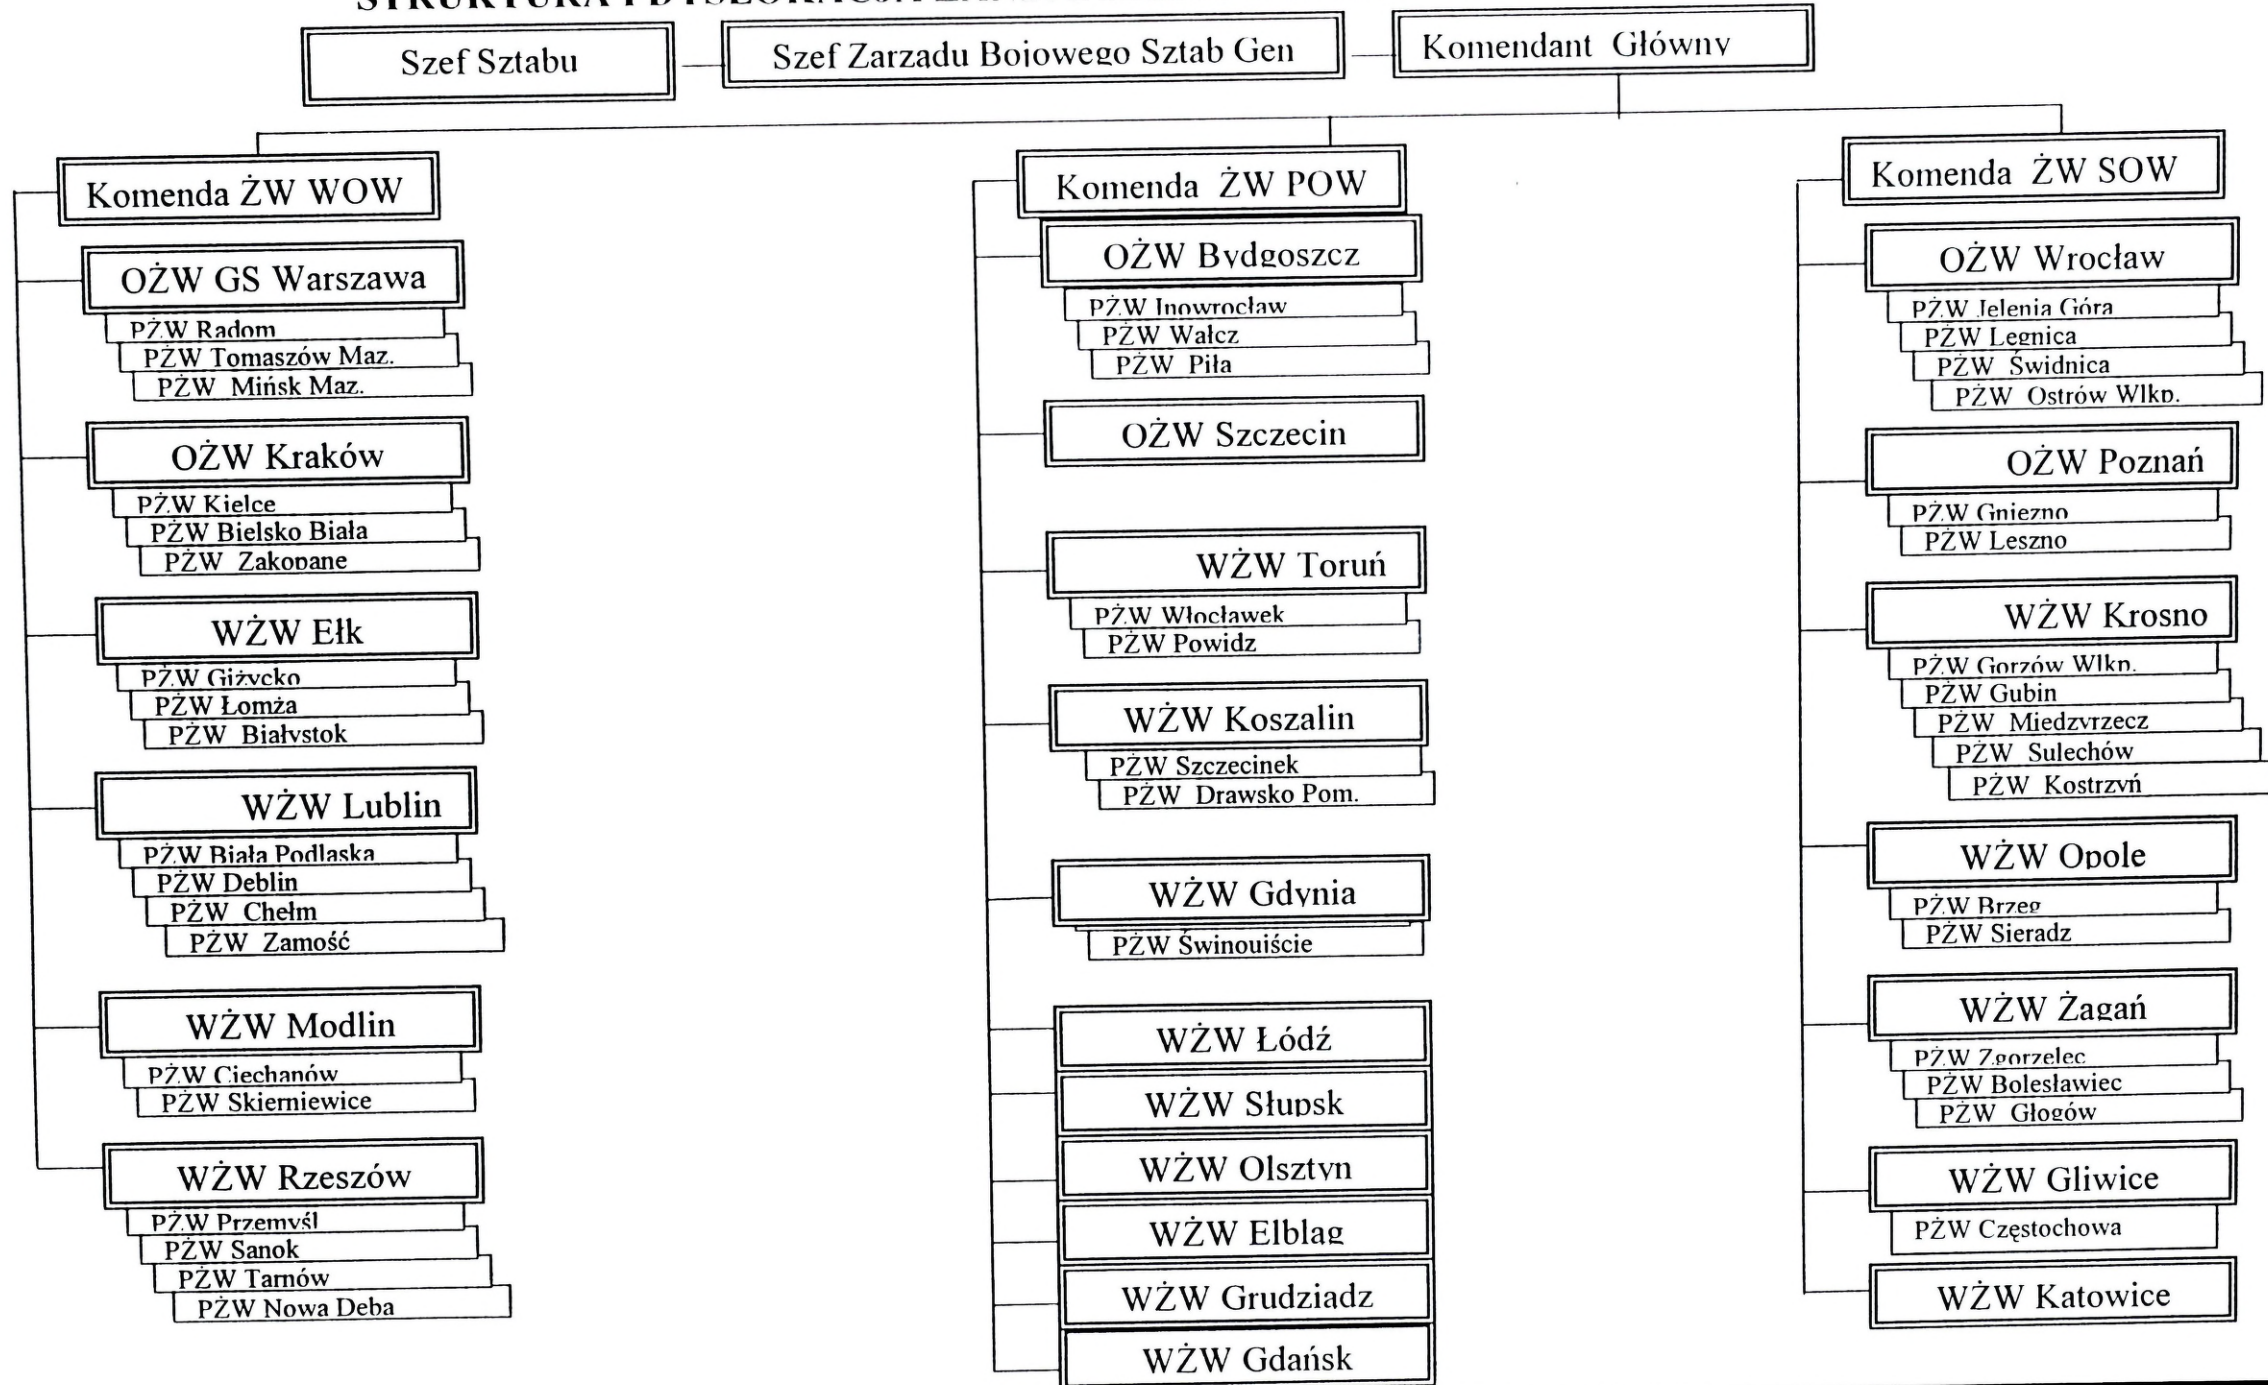 STRUKTURA I DYSLOKACJA
Szef Sztabu
Szef Zarzadu Bojowego Sztab Gen
Komendant Główny
Komenda ŻW WOW
OŻW GS Warszawa
PŻW Radom
PŻW Tomaszów Maz.
PŻW Mińsk Maz.
OŻW Kraków
PŻW Kielce
PŻW Bielsko Biała
PŻW Zakopane
WŻW Ełk
PŻW Giżycko
PŻW Łomża
PŻW Białystok
WŻW Lublin
PŻW Biała Podlaska
PŻW Deblin
PŻW Chełm
PŻW Zamość
WŻW Modlin
PŻW Ciechanów
PŻW Skierniewice
WŻW Rzeszów
PŻW Przemyśl
PŻW Sanok
PŻW Tarnów
PŻW Nowa Deba
Komenda ŻW POW
OŻW Bydgoszcz
PŻW Inowrocław
PŻW Wałcz
PŻW Piła
OŻW Szczecin
WŻW Toruń
PŻW Włocławek
PŻW Powidz
WŻW Koszalin
PŻW Szczecinek
PŻW Drawsko Pom.
WŻW Gdynia
PŻW Świnoujście
WŻW Łódź
WŻW Słupsk
WŻW Olsztyn
WŻW Elblag
WŻW Grudziadz
WŻW Gdańsk
Komenda ŻW SOW
OŻW Wrocław
PŻW Jelenia Góra
PŻW Legnica
PŻW Świdnica
PŻW Ostrów Wlkp.
OŻW Poznań
PŻW Gniezno
PŻW Leszno
WŻW Krosno
PŻW Gorzów Wlkp.
PŻW Gubin
PŻW Miedzyrzecz
PŻW Sulechów
PŻW Kostrzyń
WŻW Opole
PŻW Brzeg
PŻW Sieradz
WŻW Żagań
PŻW Zgorzelec
PŻW Bolesławiec
PŻW Głogów
WŻW Gliwice
PŻW Częstochowa
WŻW Katowice